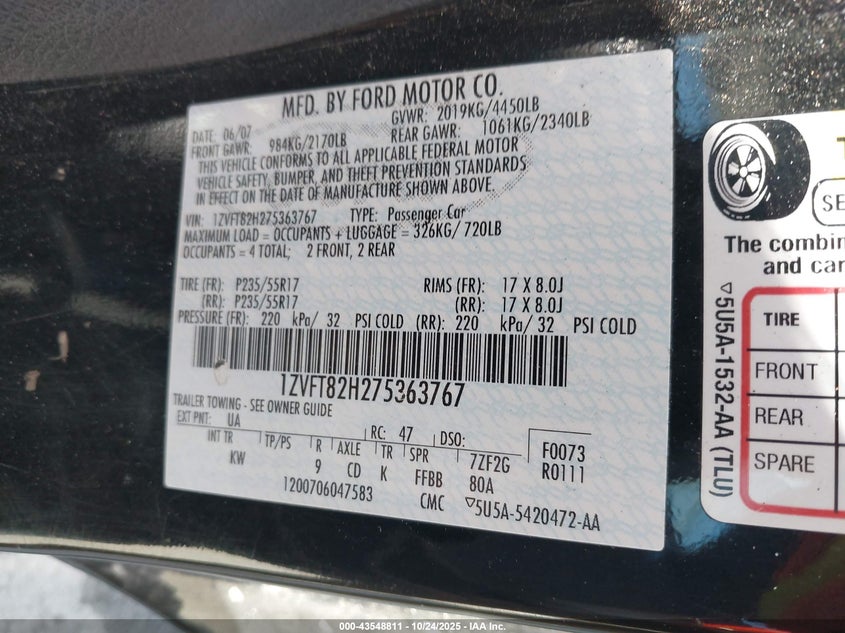 MFD. BY FORD MOTOR CO.
DATE: 06/07 GVWR: 2019KG/4450LB
FRONT GAWR: 984KG/2170LB REAR GAWR: 1061KG/2340LB
THIS VEHICLE CONFORMS TO ALL APPLICABLE FEDERAL MOTOR
VEHICLE SAFETY, BUMPER, AND THEFT PREVENTION STANDARDS
IN EFFECT ON THE DATE OF MANUFACTURE SHOWN ABOVE.
VIN: 1ZVFT82H275363767 TYPE: Passenger Car
MAXIMUM LOAD = OCCUPANTS + LUGGAGE = 326KG/ 720LB
OCCUPANTS = 4 TOTAL; 2 FRONT, 2 REAR
TIRE (FR): P235/55R17 RIMS (FR): 17 X 8.0J
(RR): P235/55R17 (RR): 17 X 8.0J
PRESSURE (FR): 220 kPa/ 32 PSI COLD (RR): 220 kPa/ 32 PSI COLD
1ZVFT82H275363767
TRAILER TOWING - SEE OWNER GUIDE
EXT PNT: UA RC: 47 DSO: F0073
INT TR TP/PS R AXLE TR SPR 7ZF2G R0111
KW 9 CD K FFBB 80A
1200706047583 CMC ▽5U5A-5420472-AA
SE
The combin
and car
TIRE
FRONT
REAR
SPARE
▽5U5A-1532-AA (TLU)
000-43548811 - 10/24/2025 - IAA Inc.